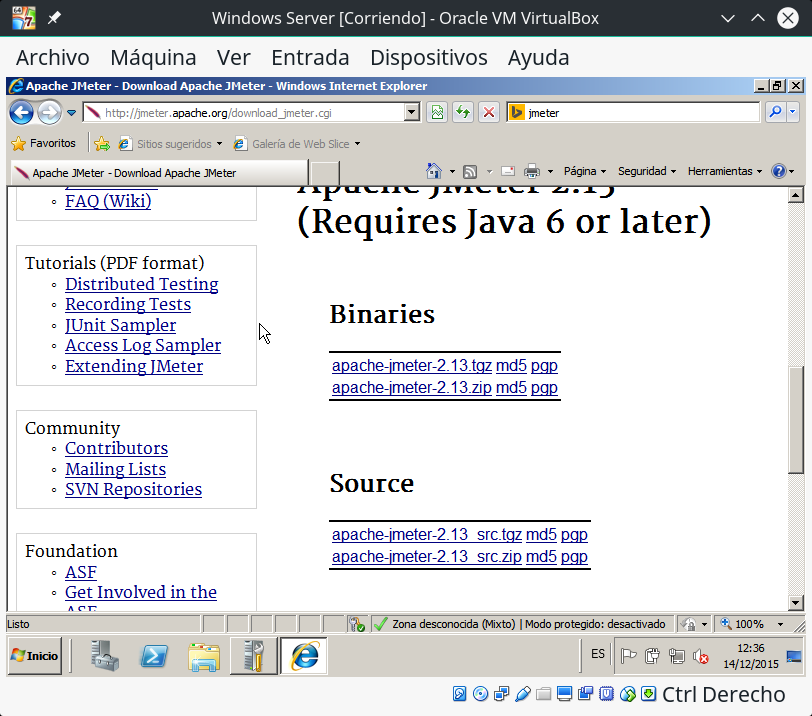 Windows Server [Corriendo] - Oracle VM VirtualBox
Archivo Máquina Ver Entrada Dispositivos Ayuda
Apache JMeter - Download Apache JMeter - Windows Internet Explorer
http://jmeter.apache.org/download_jmeter.cgi
jmeter
Favoritos Sitios sugeridos Galería de Web Slice
Apache JMeter - Download Apache JMeter
Página Seguridad Herramientas
FAQ (Wiki)
Tutorials (PDF format)
Distributed Testing
Recording Tests
JUnit Sampler
Access Log Sampler
Extending JMeter
Community
Contributors
Mailing Lists
SVN Repositories
Foundation
ASF
Get Involved in the
ASF
Apache JMeter 2.13
(Requires Java 6 or later)
Binaries
apache-jmeter-2.13.tgz md5 pgp
apache-jmeter-2.13.zip md5 pgp
Source
apache-jmeter-2.13_src.tgz md5 pgp
apache-jmeter-2.13_src.zip md5 pgp
Listo
Zona desconocida (Mixto) | Modo protegido: desactivado
100%
Inicio
ES
12:36
14/12/2015
Ctrl Derecho